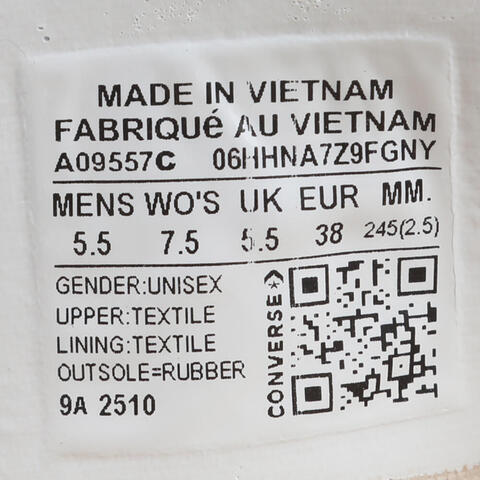 MADE IN VIETNAM
FABRIQUé AU VIETNAM
A09557C 06HHNA7Z9FGNY
MENS WO'S UK EUR MM.
5.5 7.5 5.5 38 245(2.5)
GENDER:UNISEX
UPPER:TEXTILE
LINING:TEXTILE
OUTSOLE=RUBBER
9A 2510
CONVERSE